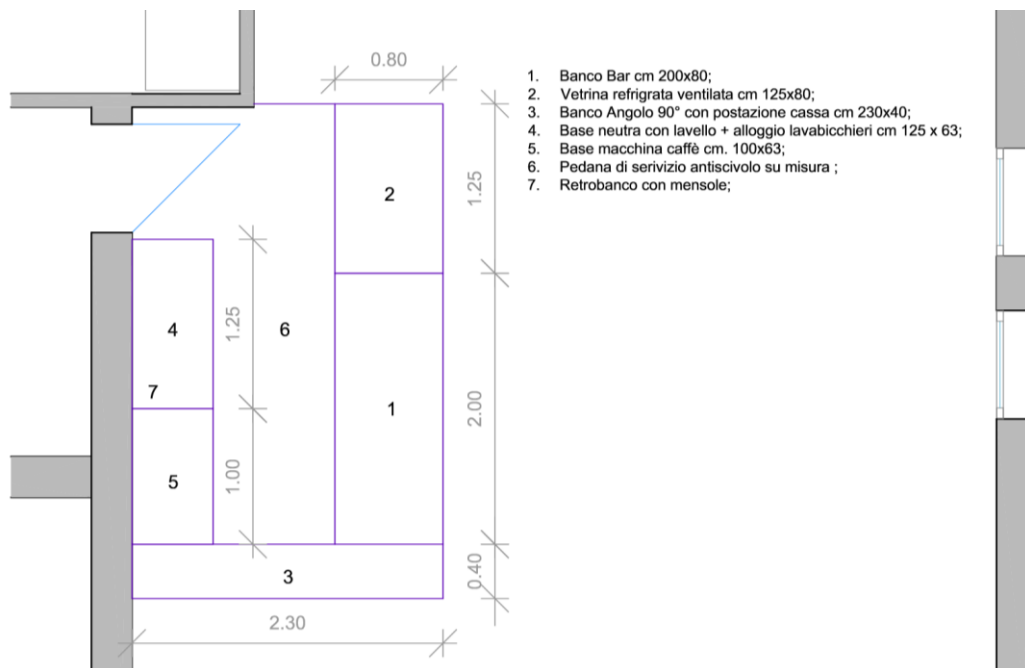 0.80
1. Banco Bar cm 200x80;
2. Vetrina refrigrata ventilata cm 125x80;
3. Banco Angolo 90° con postazione cassa cm 230x40;
4. Base neutra con lavello + alloggio lavabicchieri cm 125 x 63;
5. Base macchina caffè cm. 100x63;
6. Pedana di serivizio antiscivolo su misura ;
7. Retrobanco con mensole;
2
1.25
4
1.25
6
7
1
2.00
5
1.00
3
0.40
2.30